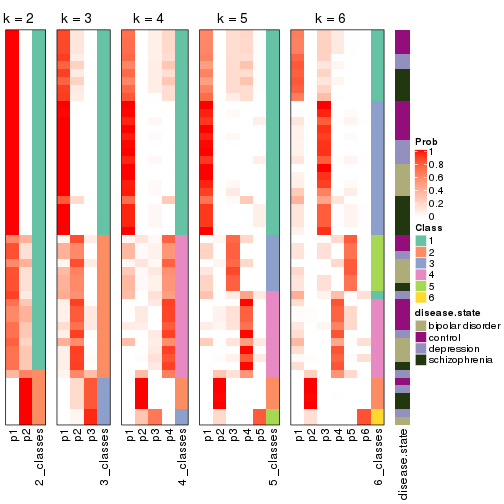 k = 2
k = 3
k = 4
k = 5
k = 6
Prob
1
0.8
0.6
0.4
0.2
0
Class
1
2
3
4
5
6
disease.state
bipolar disorder
control
depression
schizophrenia
p1
p2
2_classes
p1
p2
p3
3_classes
p1
p2
p3
p4
4_classes
p1
p2
p3
p4
p5
5_classes
p1
p2
p3
p4
p5
p6
6_classes
disease.state